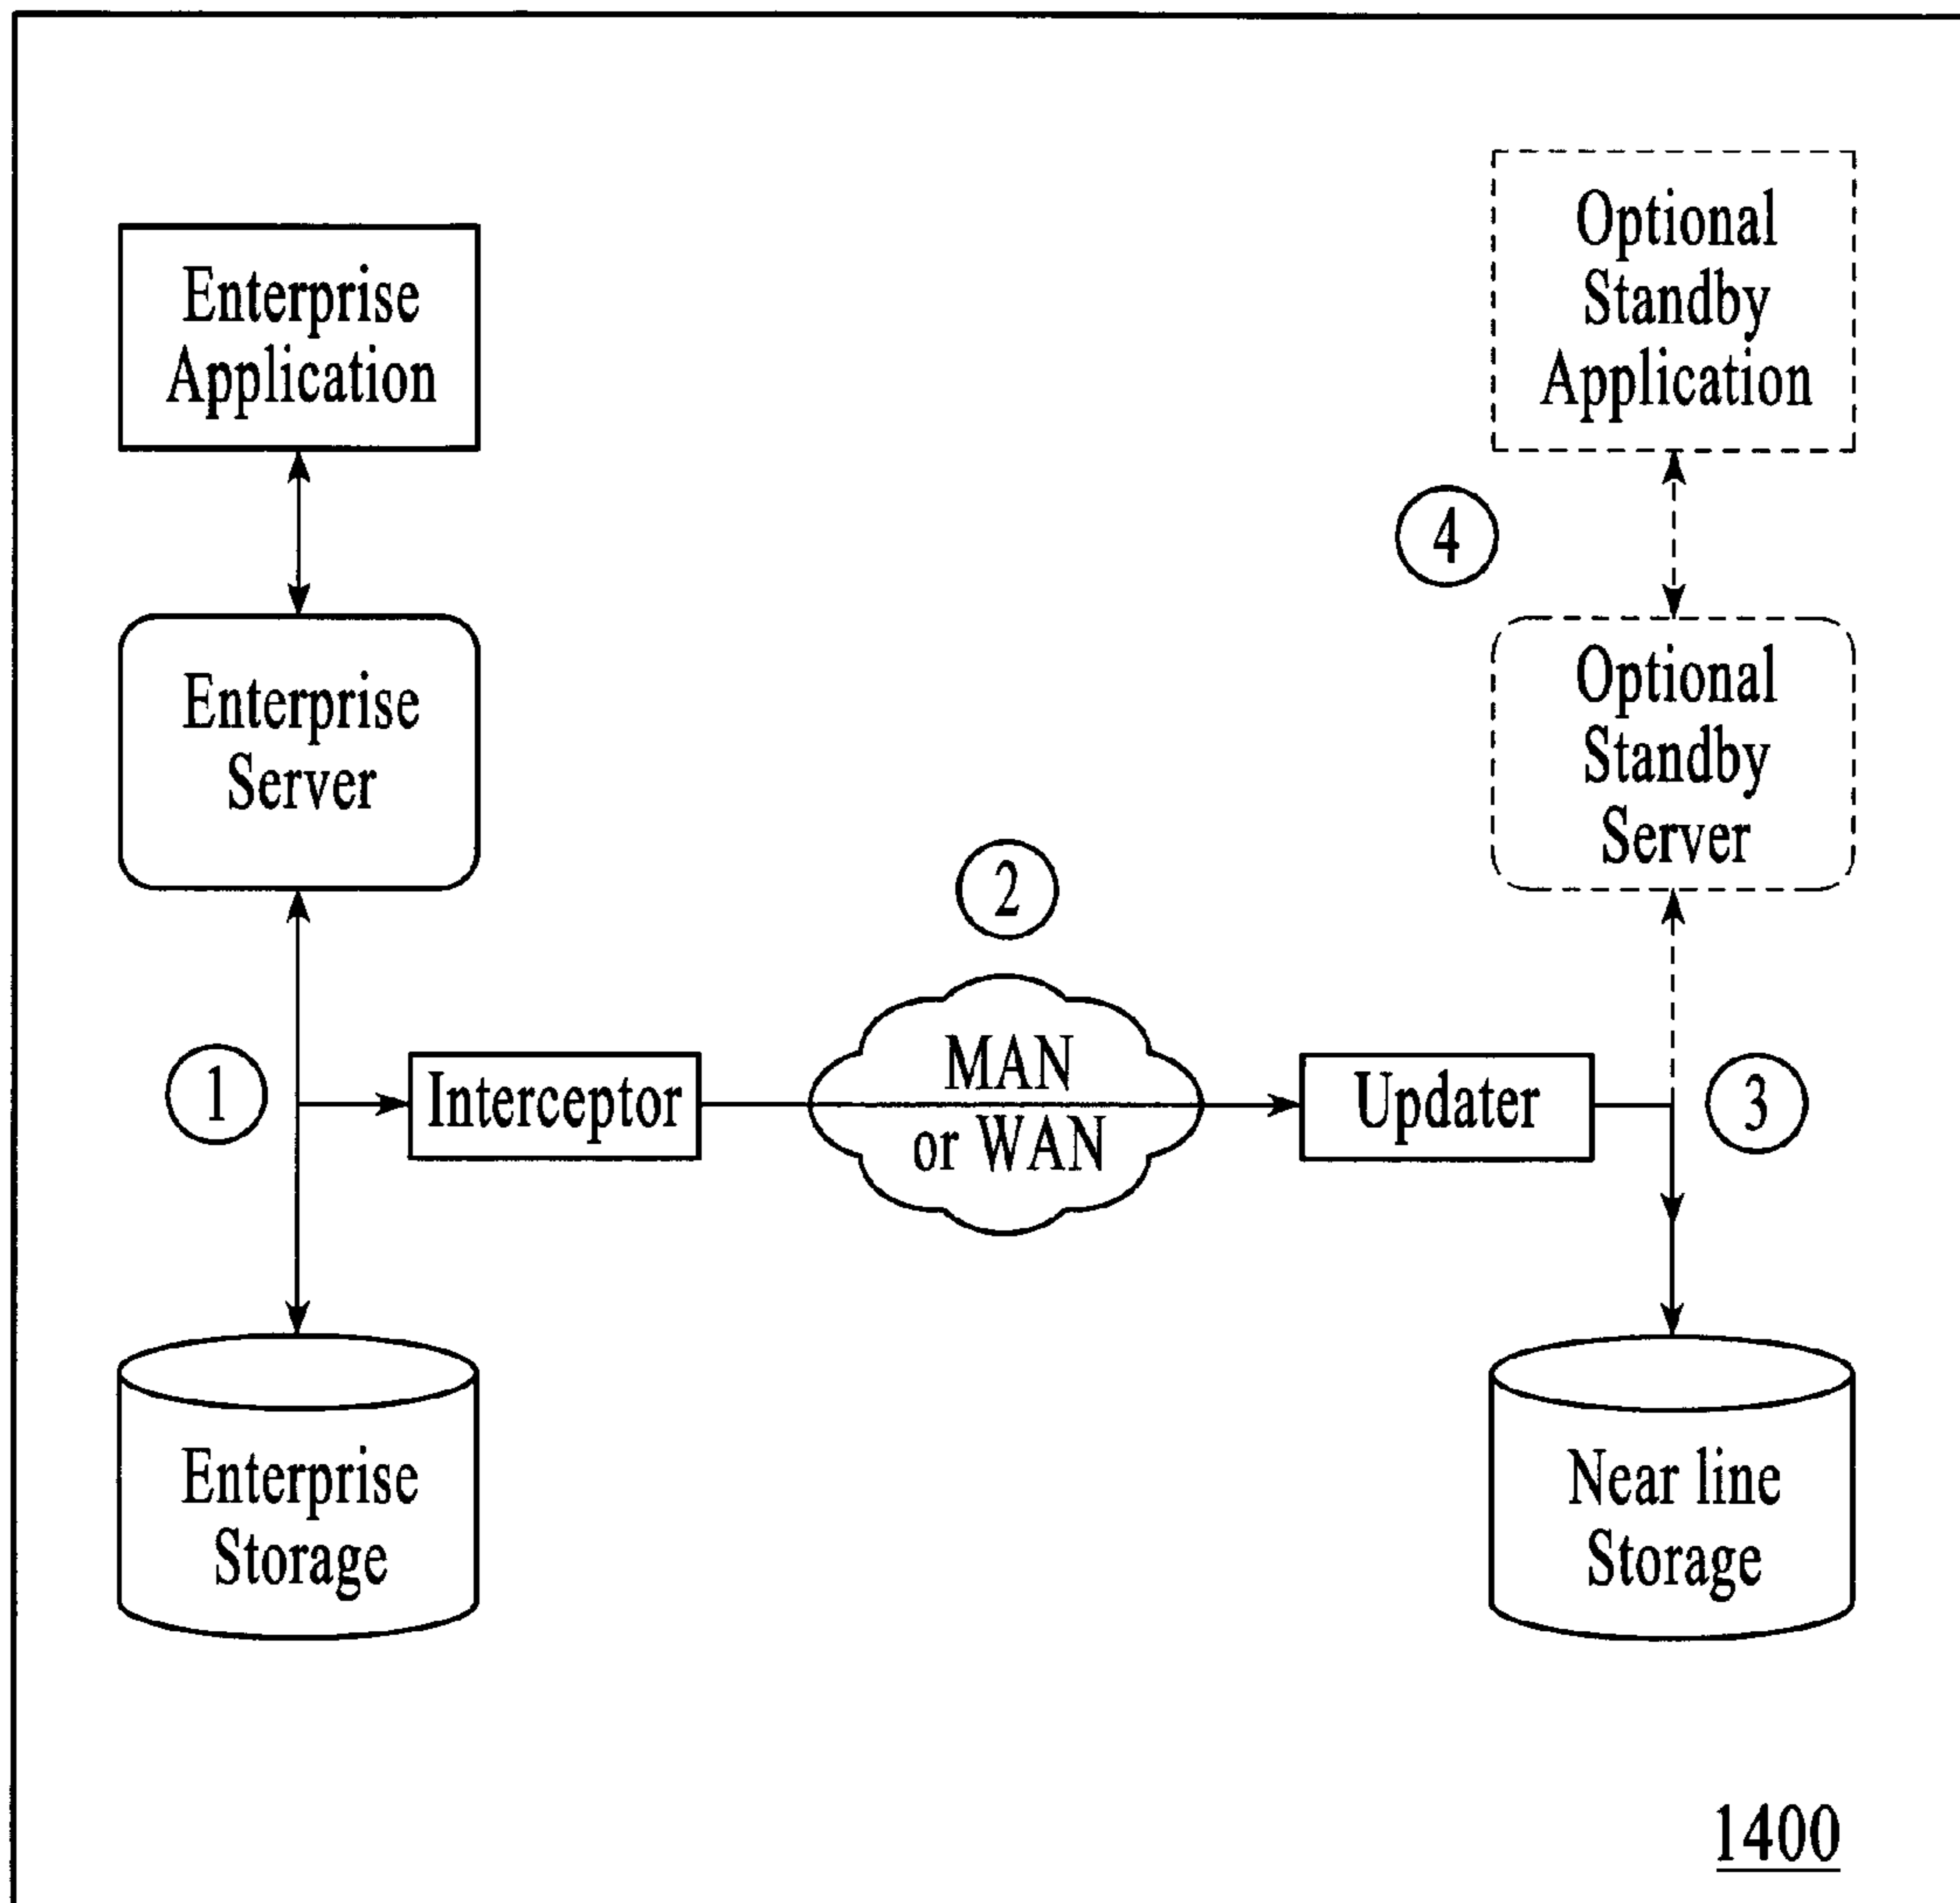 Enterprise
Application
Optional
Standby
Application
4
Enterprise
Server
Optional
Standby
Server
2
1
Interceptor
MAN
or WAN
Updater
3
Enterprise
Storage
Near line
Storage
1400